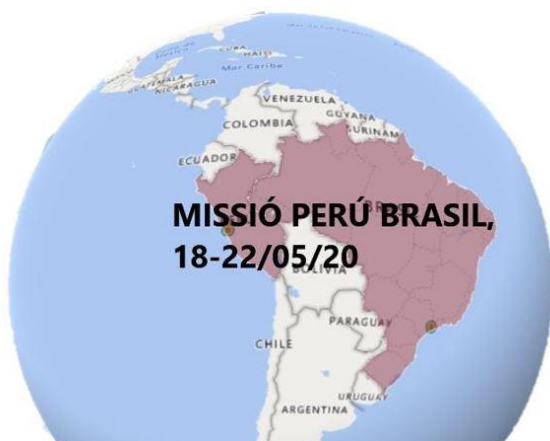 CUBA
HAITÍ
Mar Caribe
GUATEMALA
NICARAGUA
VENEZUELA
GUYANA
SURINAM
COLOMBIA
ECUADOR
MISSIÓ PERÚ BRASIL,
18-22/05/20
BOLIVIA
PARAGUAY
CHILE
URUGUAY
ARGENTINA